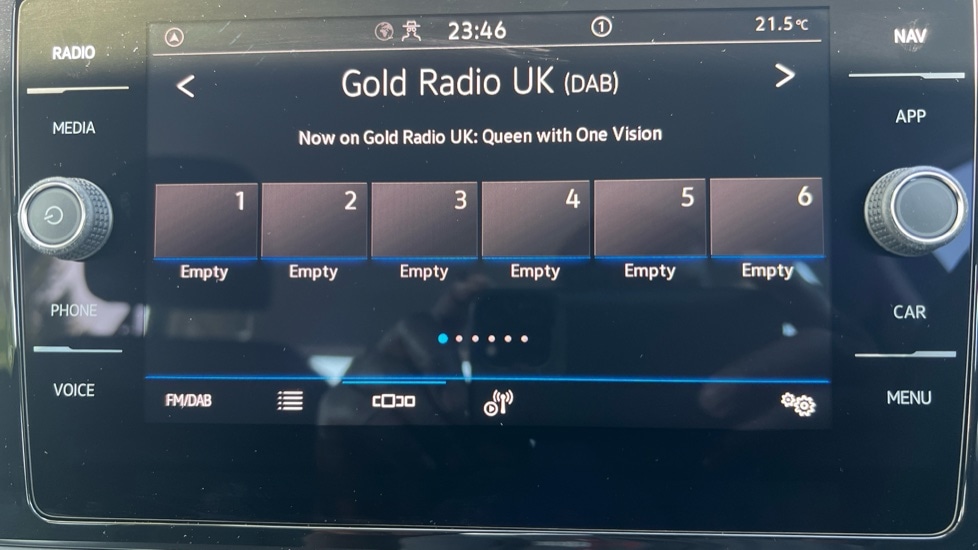 RADIO
MEDIA
PHONE
VOICE
23:46
1
21.5°C
Gold Radio UK (DAB)
Now on Gold Radio UK: Queen with One Vision
1 2 3 4 5 6
Empty Empty Empty Empty Empty Empty
FM/DAB
NAV
APP
CAR
MENU